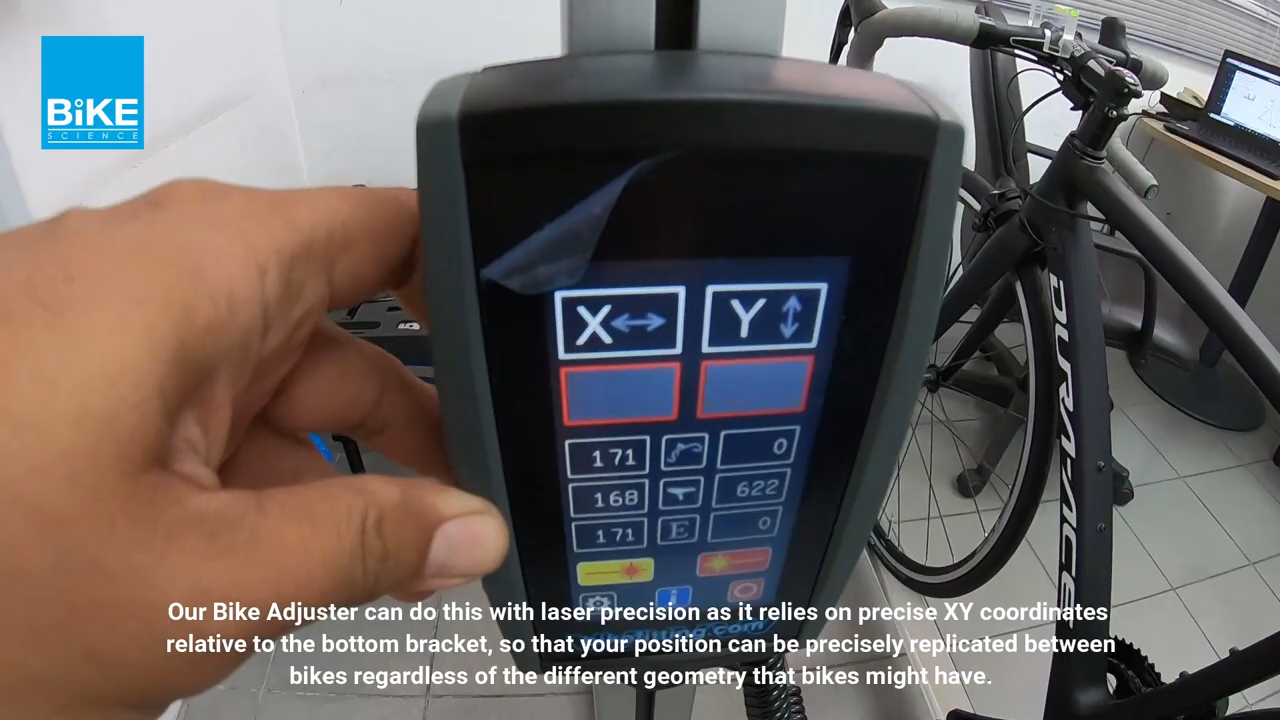 BiKE
SCIENCE
X Y
171 0
168 622
171 E 0
DURA-ACE
Our Bike Adjuster can do this with laser precision as it relies on precise XY coordinates
relative to the bottom bracket, so that your position can be precisely replicated between
bikes regardless of the different geometry that bikes might have.